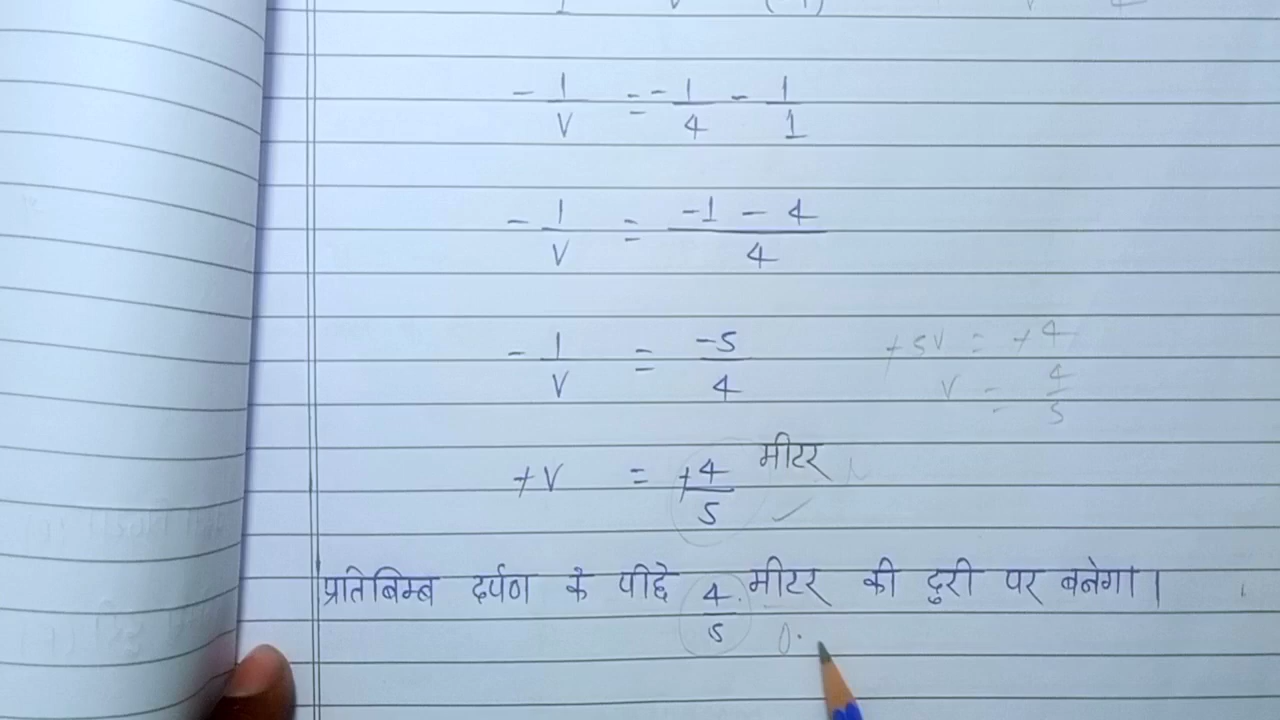 -1/V = -1/4 - 1/1
-1/V = (-1 - 4)/4
-1/V = -5/4
+5V = +4
V = 4/5
+V = +4/5 मीटर ✓
प्रतिबिम्ब दर्पण के पीछे 4/5 मीटर की दुरी पर बनेगा।
0.